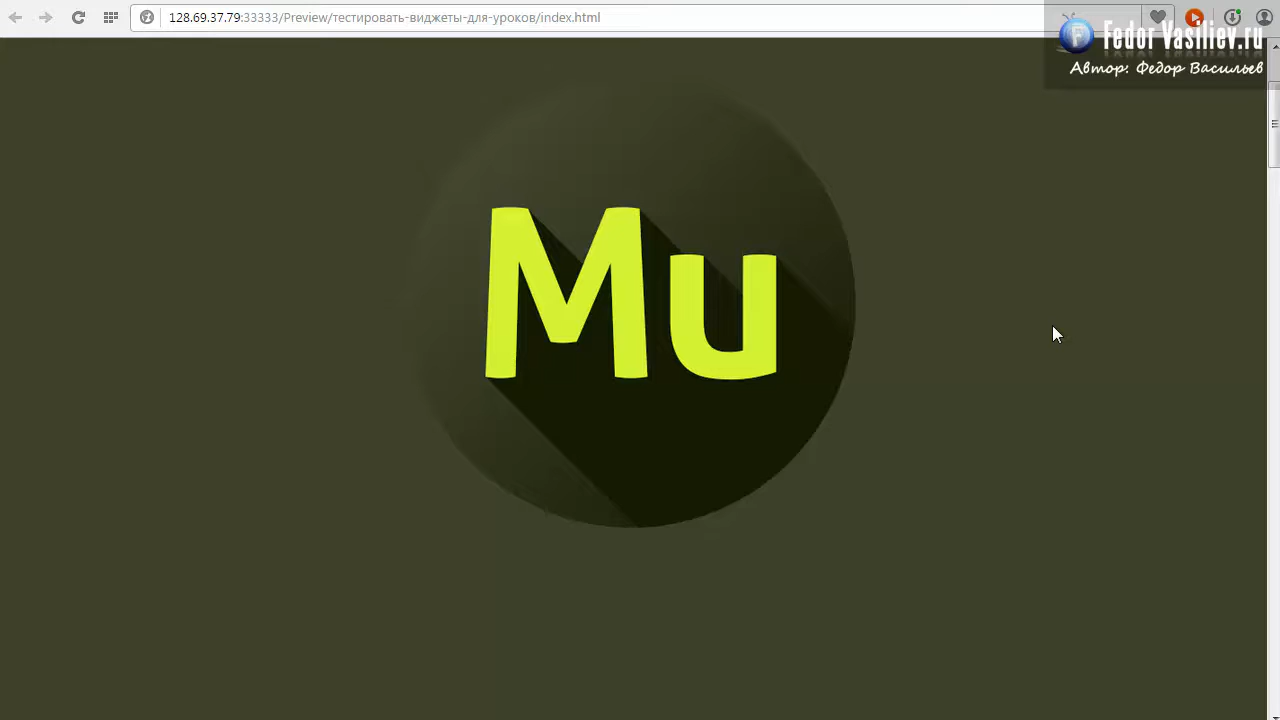 128.69.37.79:33333/Preview/тестировать-виджеты-для-уроков/index.html
Fedor Vasiliev.ru
Автор: Федор Васильев
Mu